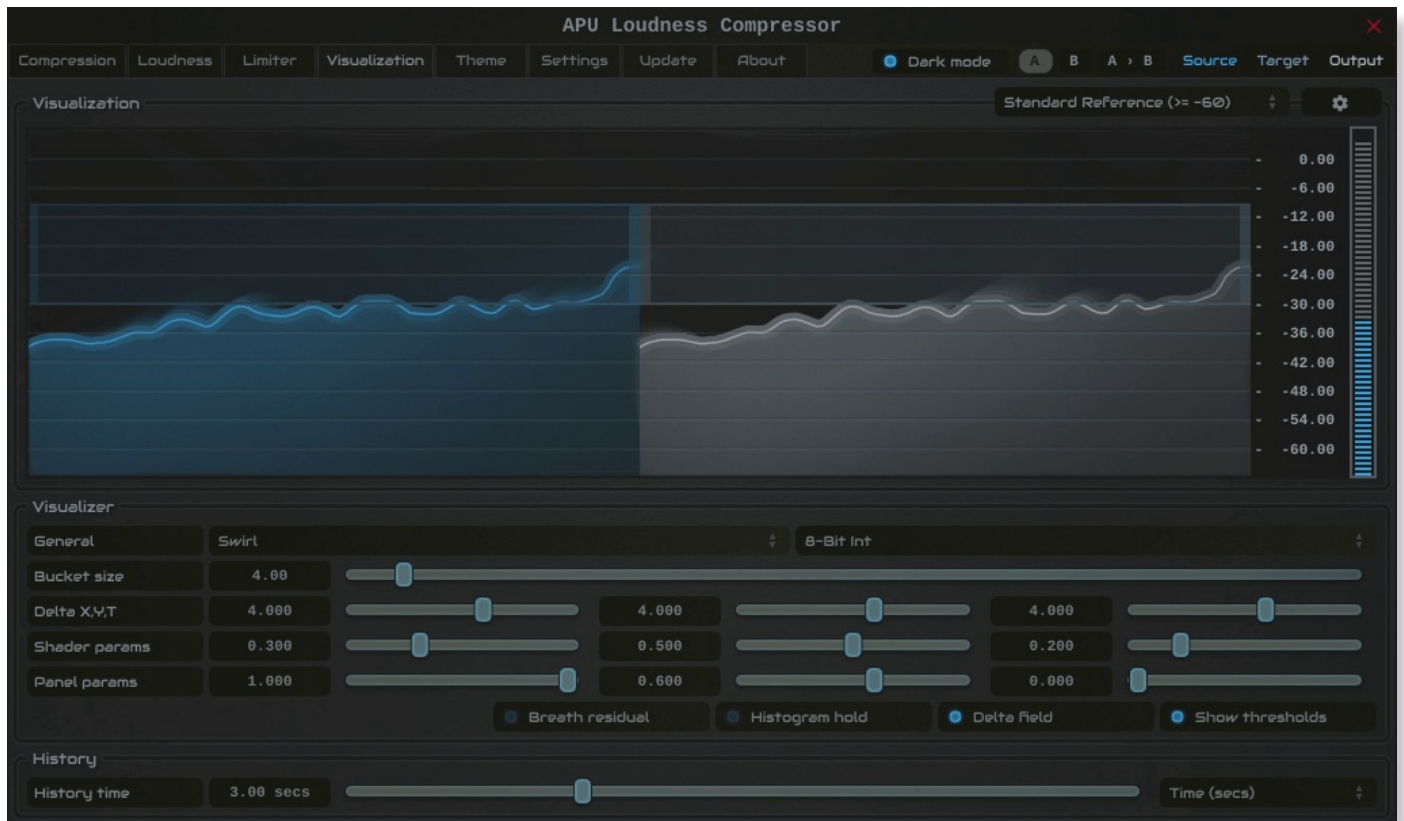 APU Loudness Compressor
Compression Loudness Limiter Visualization Theme Settings Update About Dark mode A B A › B Source Target Output
Visualization Standard Reference (>= -60)
- 0.00
- -6.00
- -12.00
- -18.00
- -24.00
- -30.00
- -36.00
- -42.00
- -48.00
- -54.00
- -60.00
Visualizer
General Swirl 8-Bit Int
Bucket size 4.00
Delta X,Y,T 4.000 4.000 4.000
Shader params 0.300 0.500 0.200
Panel params 1.000 0.600 0.000
Breath residual Histogram hold Delta field Show thresholds
History
History time 3.00 secs Time (secs)